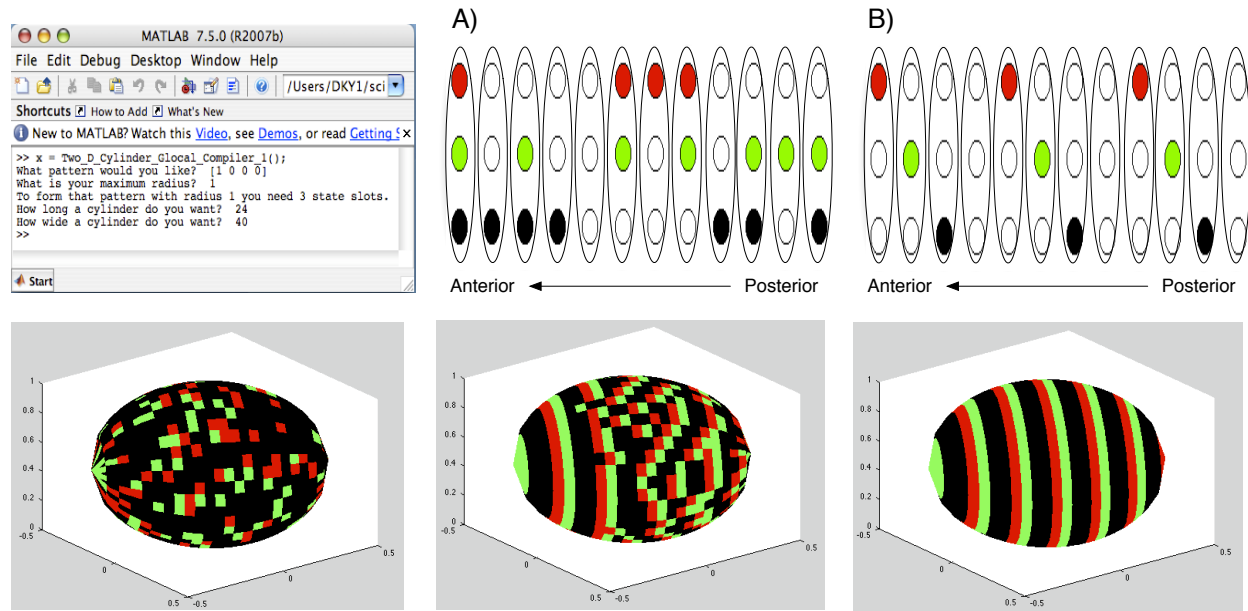 MATLAB 7.5.0 (R2007b)
File Edit Debug Desktop Window Help
/Users/DKY1/sci
Shortcuts How to Add What's New
New to MATLAB? Watch this Video, see Demos, or read Getting S
>> x = Two_D_Cylinder_Glocal_Compiler_1();
What pattern would you like? [1 0 0 0]
What is your maximum radius? 1
To form that pattern with radius 1 you need 3 state slots.
How long a cylinder do you want? 24
How wide a cylinder do you want? 40
>>
Start
A)
Anterior Posterior
B)
Anterior Posterior
1
0.8
0.6
0.4
0.2
0
-0.5
0
0.5
-0.5
0
0.5
1
0.8
0.6
0.4
0.2
0
-0.5
0
0.5
-0.5
0
0.5
1
0.8
0.6
0.4
0.2
0
-0.5
0
0.5
-0.5
0
0.5